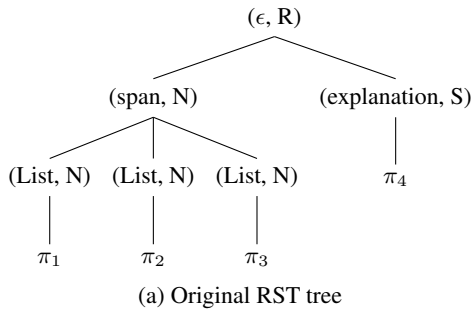 (ϵ, R)
(span, N) (explanation, S)
(List, N) (List, N) (List, N) π₄
π₁ π₂ π₃
(a) Original RST tree